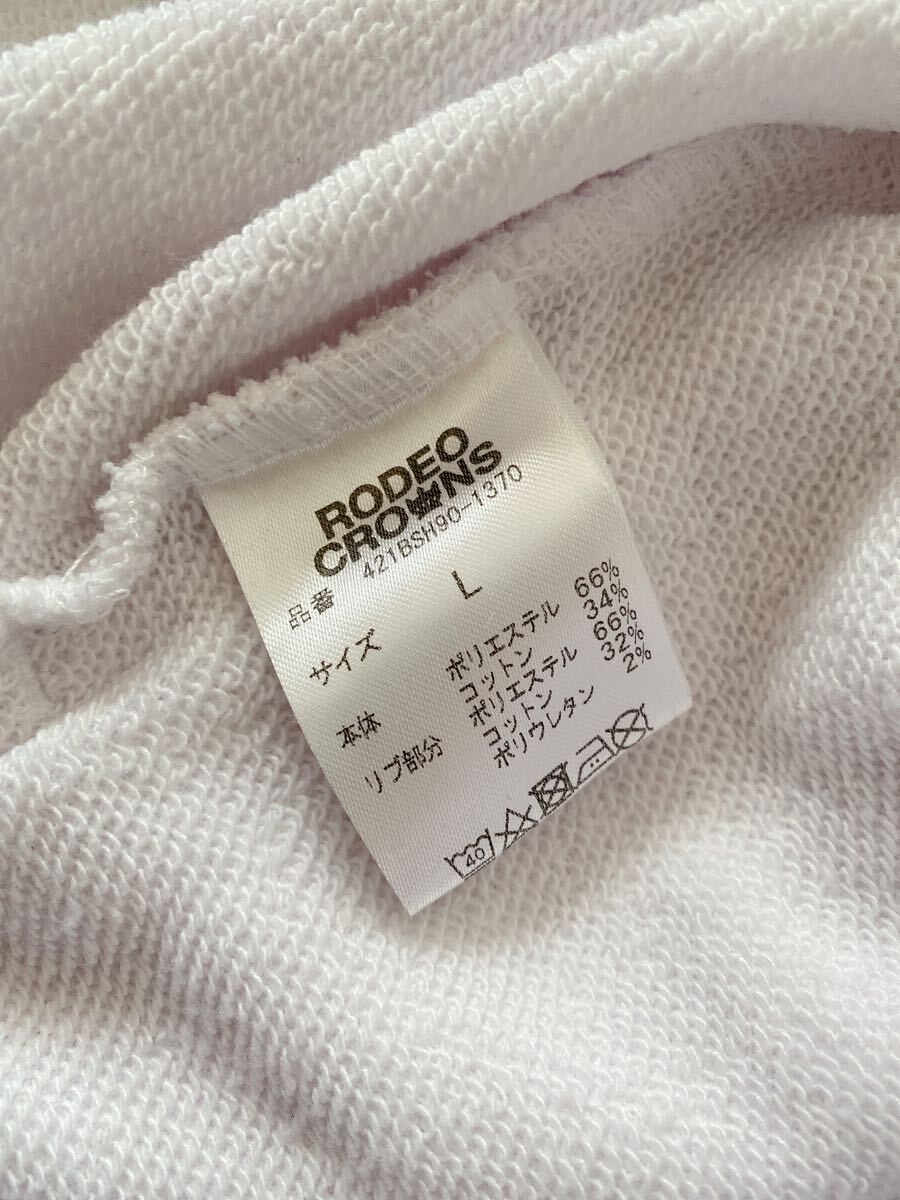 RODEO
CROWNS
品番 421BSH90-1370
サイズ L
本体 ポリエステル 66%
コットン 34%
リブ部分 ポリエステル 66%
コットン 32%
ポリウレタン 2%
40